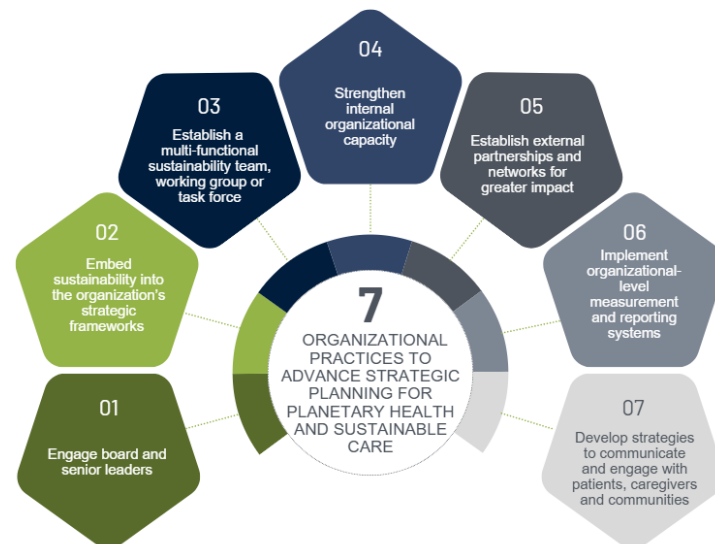 7
ORGANIZATIONAL
PRACTICES TO
ADVANCE STRATEGIC
PLANNING FOR
PLANETARY HEALTH
AND SUSTAINABLE
CARE
01
Engage board and
senior leaders
02
Embed
sustainability into
the organization's
strategic
frameworks
03
Establish a
multi-functional
sustainability team,
working group or
task force
04
Strengthen
internal
organizational
capacity
05
Establish external
partnerships and
networks for
greater impact
06
Implement
organizational-
level
measurement
and reporting
systems
07
Develop strategies
to communicate
and engage with
patients, caregivers
and communities